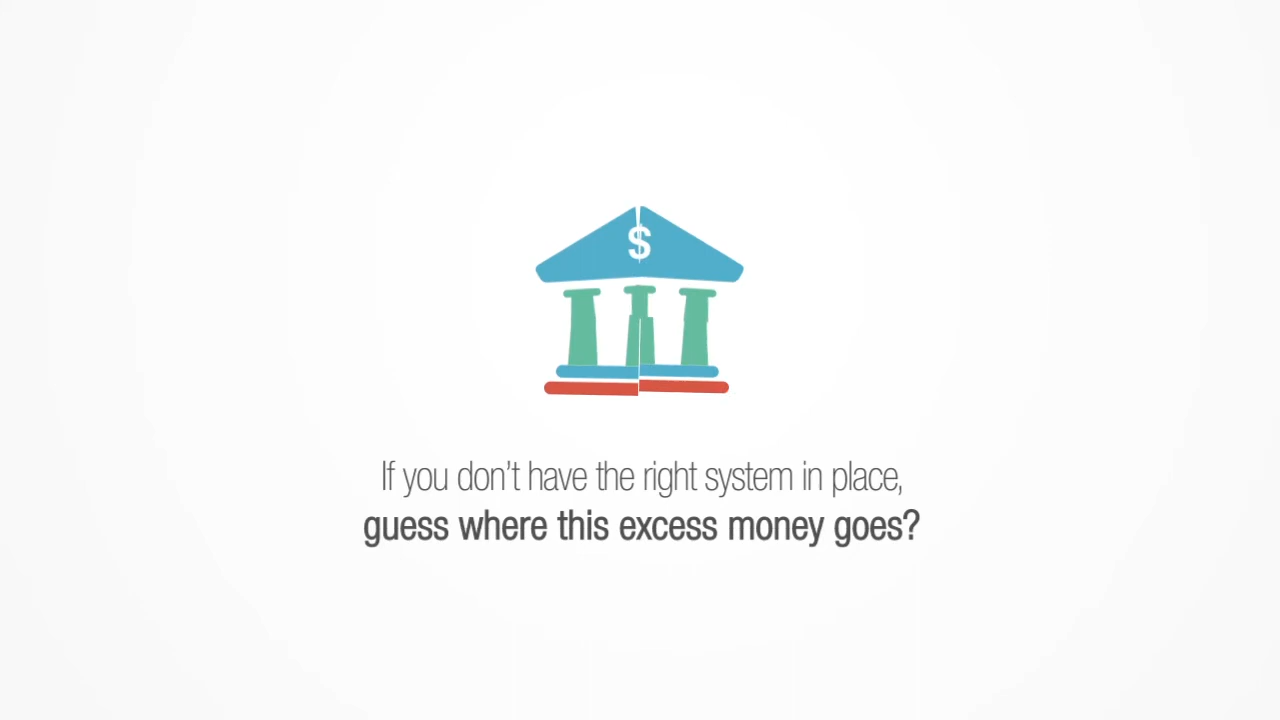 $
If you don't have the right system in place,
guess where this excess money goes?